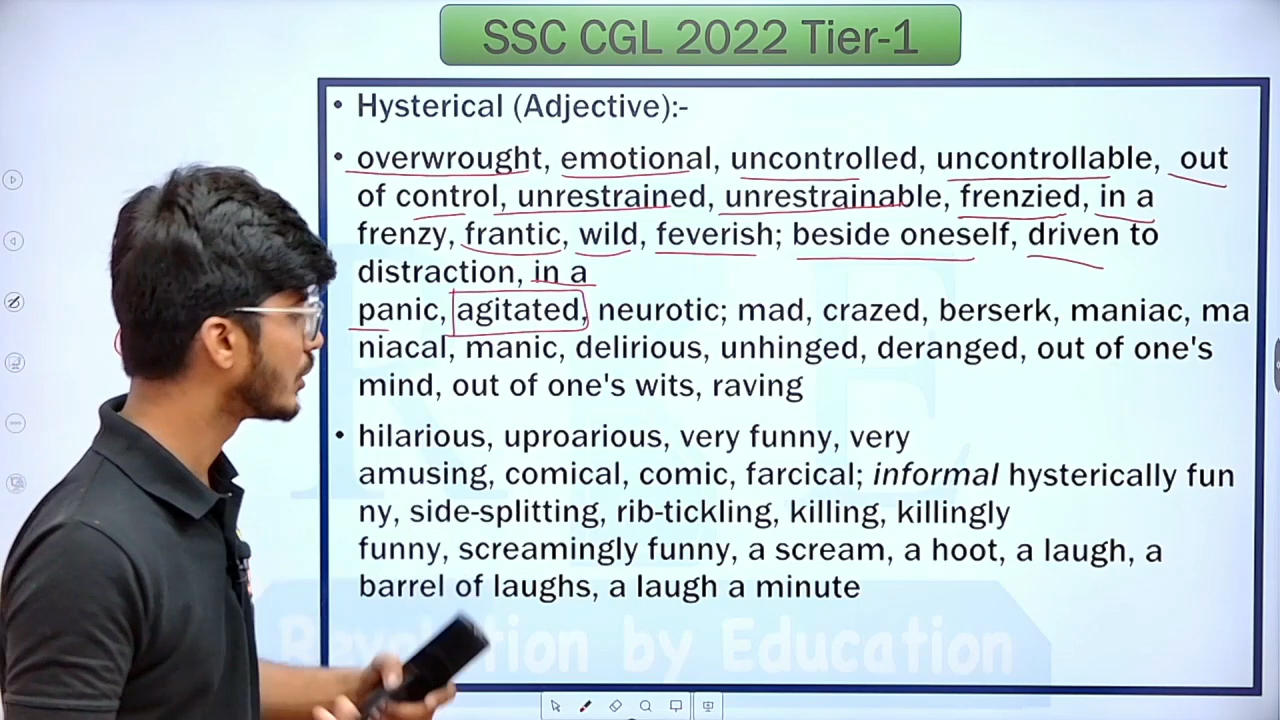 SSC CGL 2022 Tier-1
• Hysterical (Adjective):-
• overwrought, emotional, uncontrolled, uncontrollable, out
of control, unrestrained, unrestrainable, frenzied, in a
frenzy, frantic, wild, feverish; beside oneself, driven to
distraction, in a
panic, agitated, neurotic; mad, crazed, berserk, maniac, ma
niacal, manic, delirious, unhinged, deranged, out of one's
mind, out of one's wits, raving
• hilarious, uproarious, very funny, very
amusing, comical, comic, farcical; informal hysterically fun
ny, side-splitting, rib-tickling, killing, killingly
funny, screamingly funny, a scream, a hoot, a laugh, a
barrel of laughs, a laugh a minute
Revolution by Education